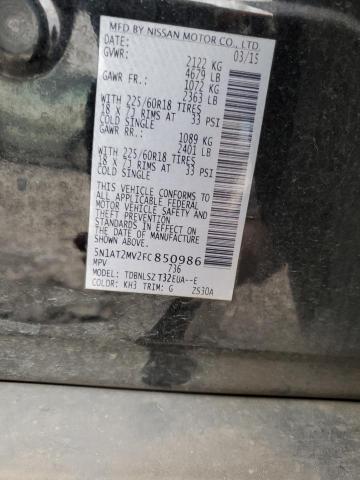 MFD BY NISSAN MOTOR CO., LTD.
DATE: 03/15
GVWR: 2122 KG
4679 LB
GAWR FR.: 1072 KG
2363 LB
WITH 225/60R18 TIRES
18 X 7J RIMS AT 33 PSI
COLD SINGLE
GAWR RR.: 1089 KG
2401 LB
WITH 225/60R18 TIRES
18 X 7J RIMS AT 33 PSI
COLD SINGLE
THIS VEHICLE CONFORMS TO
ALL APPLICABLE FEDERAL
MOTOR VEHICLE SAFETY AND
THEFT PREVENTION
STANDARDS IN EFFECT ON
THE DATE OF MANUFACTURE
SHOWN ABOVE.
5N1AT2MV2FC850986
MPV 736
MODEL: TDBNLSZ T32EUA--E
COLOR: KH3 TRIM: G Z530A